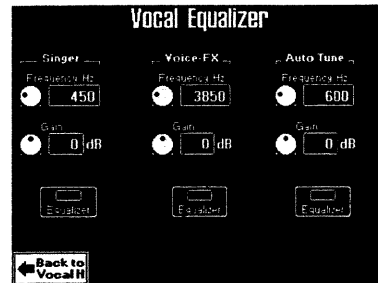 Vocal Equalizer
Singer Voice-FX Auto Tune
Frequency Hz Frequency Hz Frequency Hz
450 3850 600
Gain Gain Gain
0 dB 0 dB 0 dB
Equalizer Equalizer Equalizer
Back to
Vocal H